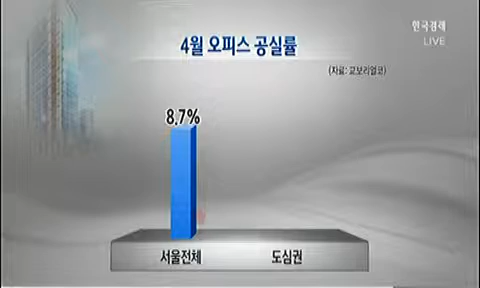 한국경제
LIVE
4월 오피스 공실률
(자료: 교보리얼코)
8.7%
서울전체 도심권